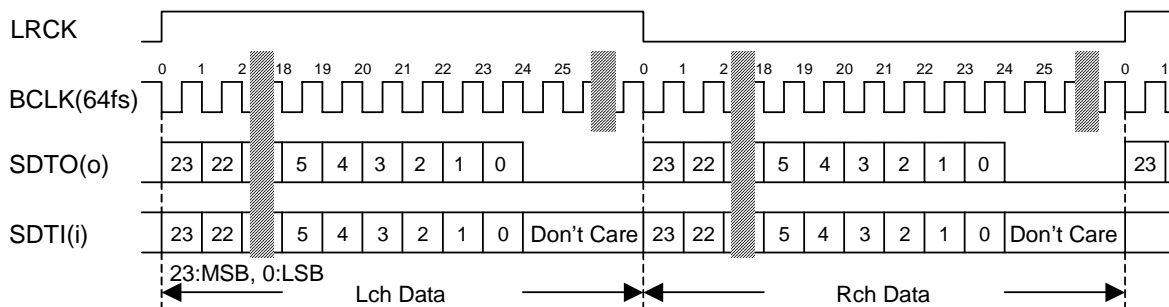 LRCK
0 1 2 18 19 20 21 22 23 24 25 0 1 2 18 19 20 21 22 23 24 25 0 1
BCLK(64fs)
SDTO(o) 23 22 5 4 3 2 1 0 23 22 5 4 3 2 1 0 23
SDTI(i) 23 22 5 4 3 2 1 0 Don't Care 23 22 5 4 3 2 1 0 Don't Care
23:MSB, 0:LSB
Lch Data Rch Data